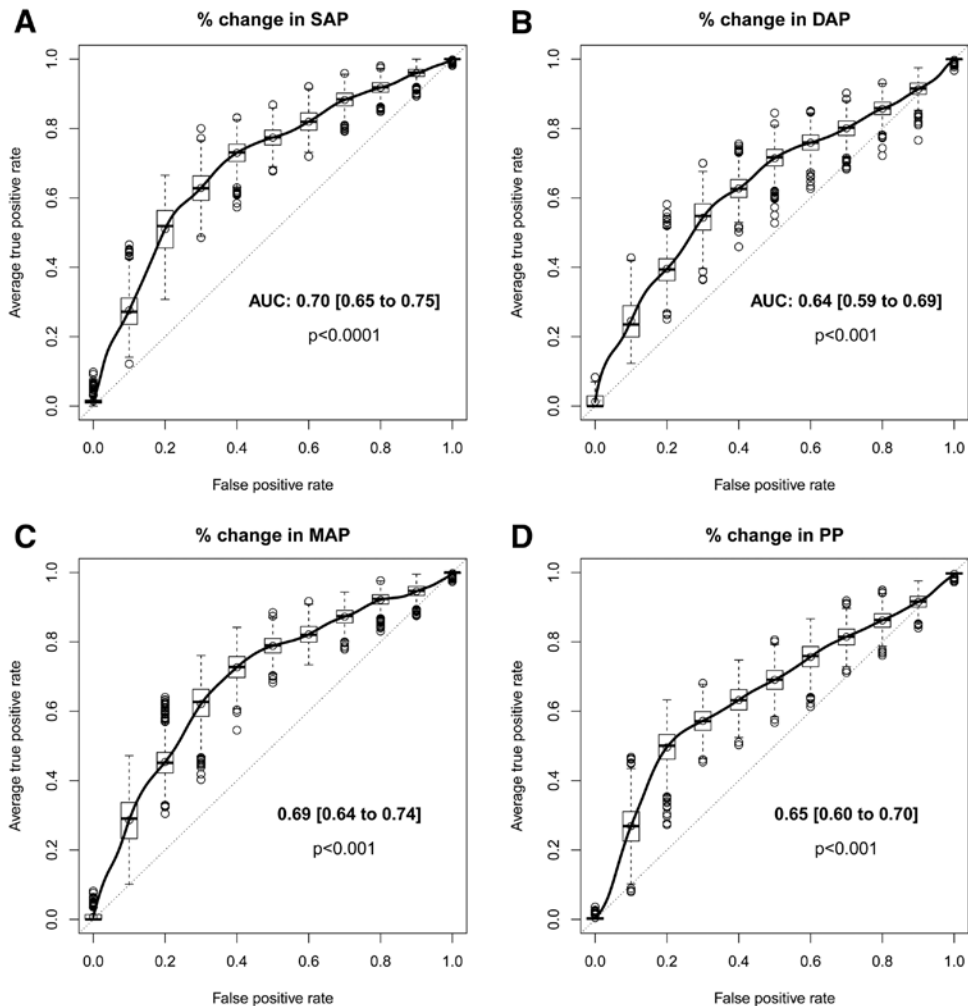 A
% change in SAP
Average true positive rate
1.0
0.8
0.6
0.4
0.2
0.0
AUC: 0.70 [0.65 to 0.75]
p<0.0001
0.0 0.2 0.4 0.6 0.8 1.0
False positive rate
B
% change in DAP
Average true positive rate
1.0
0.8
0.6
0.4
0.2
0.0
AUC: 0.64 [0.59 to 0.69]
p<0.001
0.0 0.2 0.4 0.6 0.8 1.0
False positive rate
C
% change in MAP
Average true positive rate
1.0
0.8
0.6
0.4
0.2
0.0
0.69 [0.64 to 0.74]
p<0.001
0.0 0.2 0.4 0.6 0.8 1.0
False positive rate
D
% change in PP
Average true positive rate
1.0
0.8
0.6
0.4
0.2
0.0
0.65 [0.60 to 0.70]
p<0.001
0.0 0.2 0.4 0.6 0.8 1.0
False positive rate